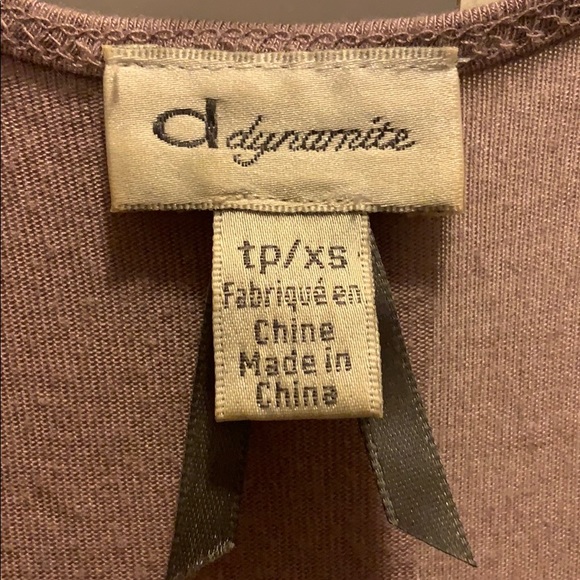 d dynamite
tp/xs
Fabriqué en
Chine
Made in
China